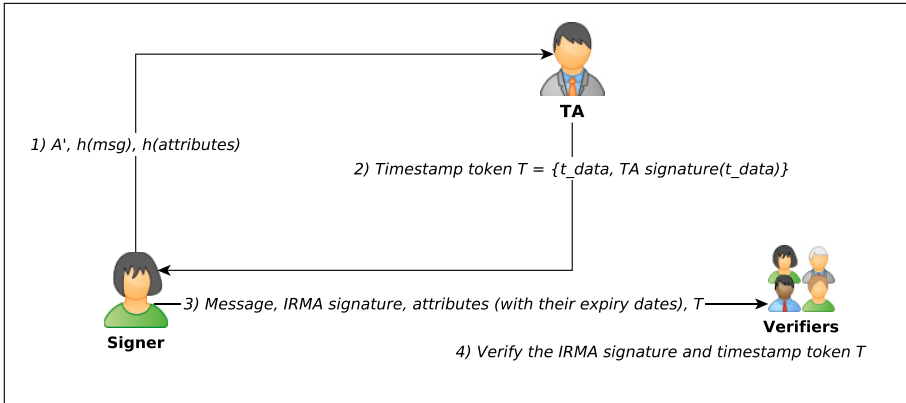 TA
1) A', h(msg), h(attributes)
2) Timestamp token T = {t_data, TA signature(t_data)}
3) Message, IRMA signature, attributes (with their expiry dates), T
Signer
Verifiers
4) Verify the IRMA signature and timestamp token T